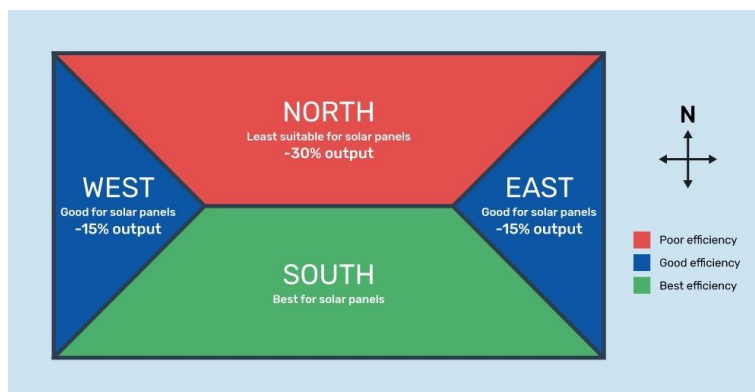 NORTH
Least suitable for solar panels
-30% output
N
WEST
Good for solar panels
-15% output
EAST
Good for solar panels
-15% output
SOUTH
Best for solar panels
Poor efficiency
Good efficiency
Best efficiency